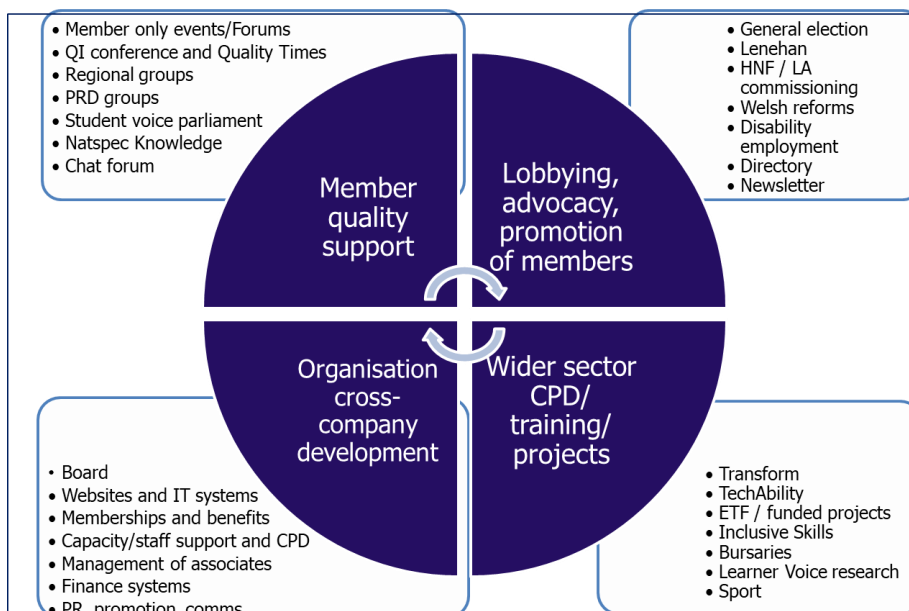 • Member only events/Forums
• QI conference and Quality Times
• Regional groups
• PRD groups
• Student voice parliament
• Natspec Knowledge
• Chat forum
• General election
• Lenehan
• HNF / LA
commissioning
• Welsh reforms
• Disability
employment
• Directory
• Newsletter
Member
quality
support
Lobbying,
advocacy,
promotion
of members
Organisation
cross-
company
development
Wider sector
CPD/
training/
projects
• Board
• Websites and IT systems
• Memberships and benefits
• Capacity/staff support and CPD
• Management of associates
• Finance systems
• PR, promotion, comms
• Transform
• TechAbility
• ETF / funded projects
• Inclusive Skills
• Bursaries
• Learner Voice research
• Sport